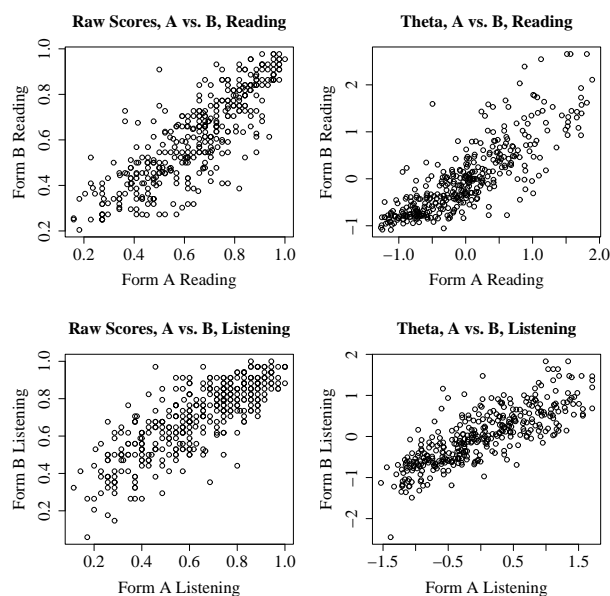 Raw Scores, A vs. B, Reading
Form B Reading
0.2 0.4 0.6 0.8 1.0
0.2 0.4 0.6 0.8 1.0
Form A Reading
Theta, A vs. B, Reading
Form B Reading
−1 0 1 2
−1.0 0.0 1.0 2.0
Form A Reading
Raw Scores, A vs. B, Listening
Form B Listening
0.2 0.4 0.6 0.8 1.0
0.2 0.4 0.6 0.8 1.0
Form A Listening
Theta, A vs. B, Listening
Form B Listening
−2 −1 0 1 2
−1.5 −0.5 0.5 1.5
Form A Listening